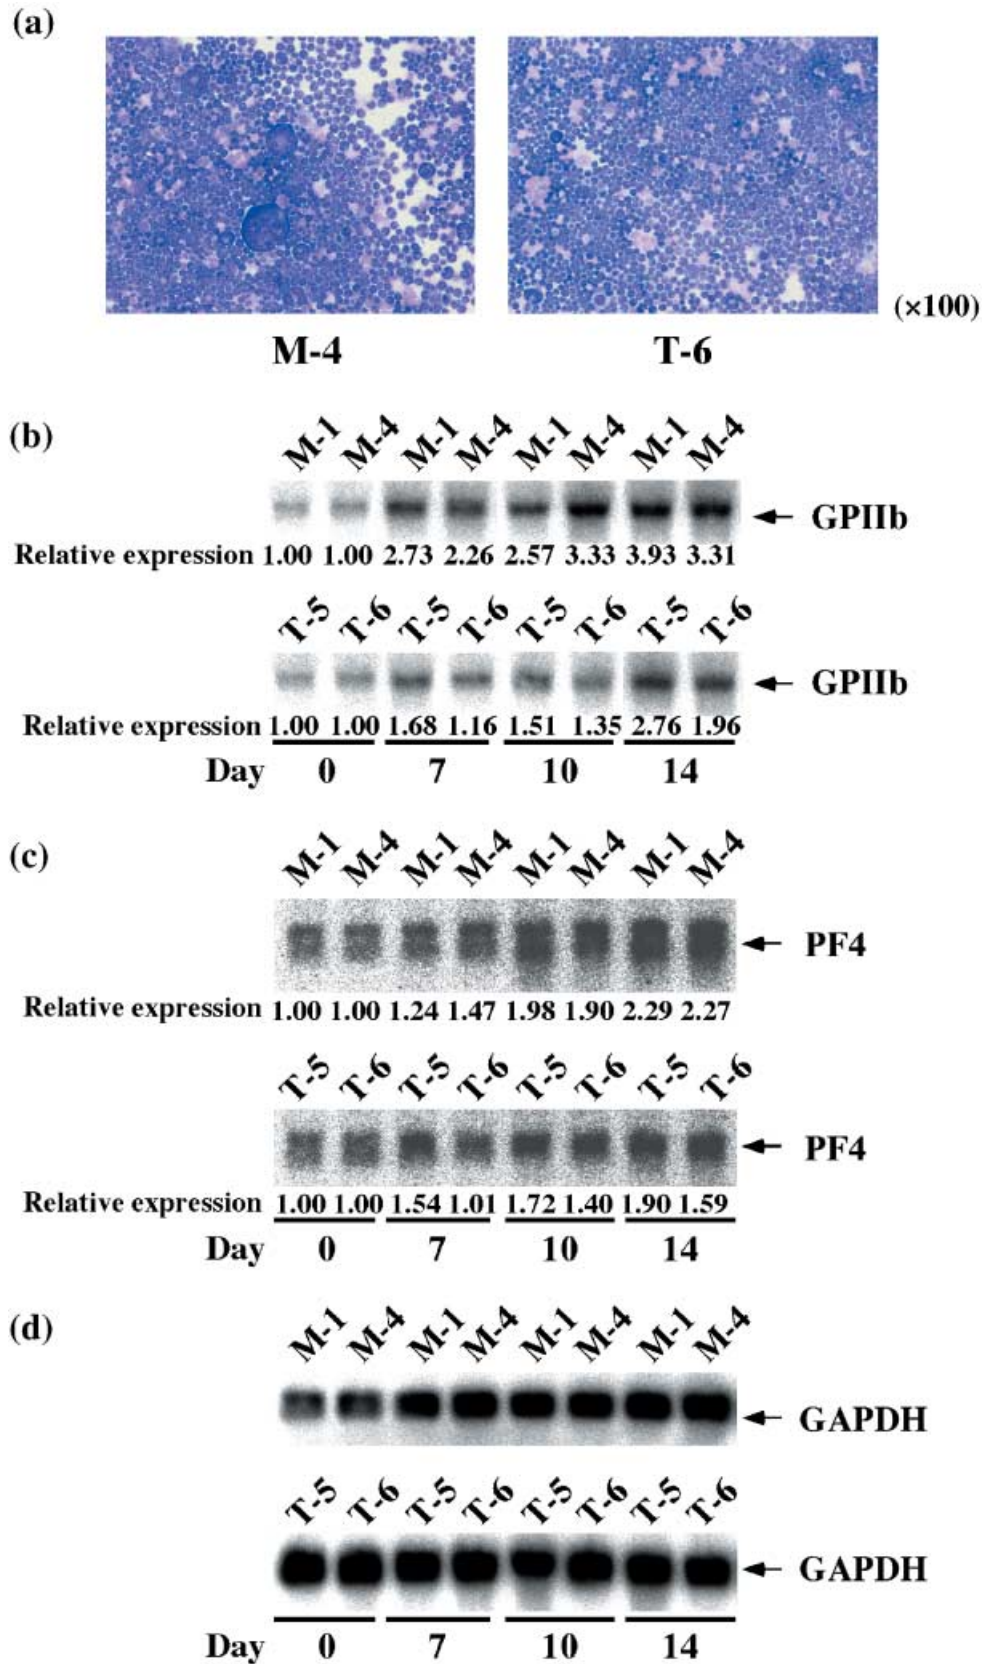 (a)
(×100)
M-4 T-6
(b)
M-1 M-4 M-1 M-4 M-1 M-4 M-1 M-4
GPIIb
Relative expression 1.00 1.00 2.73 2.26 2.57 3.33 3.93 3.31
T-5 T-6 T-5 T-6 T-5 T-6 T-5 T-6
GPIIb
Relative expression 1.00 1.00 1.68 1.16 1.51 1.35 2.76 1.96
Day 0 7 10 14
(c)
M-1 M-4 M-1 M-4 M-1 M-4 M-1 M-4
PF4
Relative expression 1.00 1.00 1.24 1.47 1.98 1.90 2.29 2.27
T-5 T-6 T-5 T-6 T-5 T-6 T-5 T-6
PF4
Relative expression 1.00 1.00 1.54 1.01 1.72 1.40 1.90 1.59
Day 0 7 10 14
(d)
M-1 M-4 M-1 M-4 M-1 M-4 M-1 M-4
GAPDH
T-5 T-6 T-5 T-6 T-5 T-6 T-5 T-6
GAPDH
Day 0 7 10 14